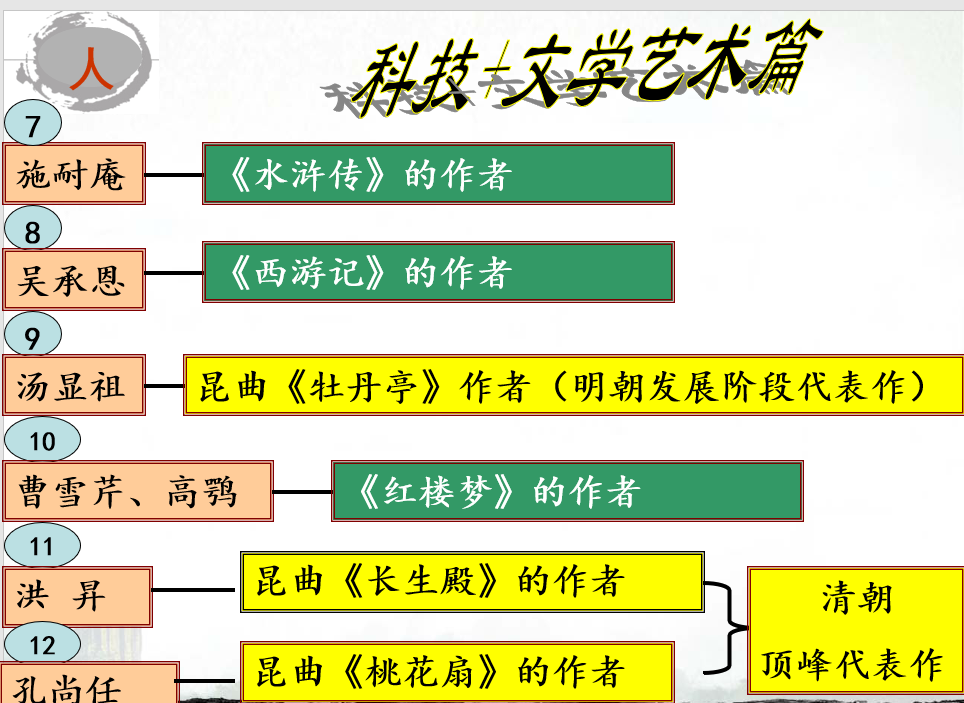 人
科技+文学艺术篇
7
施耐庵
《水浒传》的作者
8
吴承恩
《西游记》的作者
9
汤显祖
昆曲《牡丹亭》作者（明朝发展阶段代表作）
10
曹雪芹、高鹗
《红楼梦》的作者
11
洪 昇
昆曲《长生殿》的作者
12
孔尚任
昆曲《桃花扇》的作者
清朝
顶峰代表作